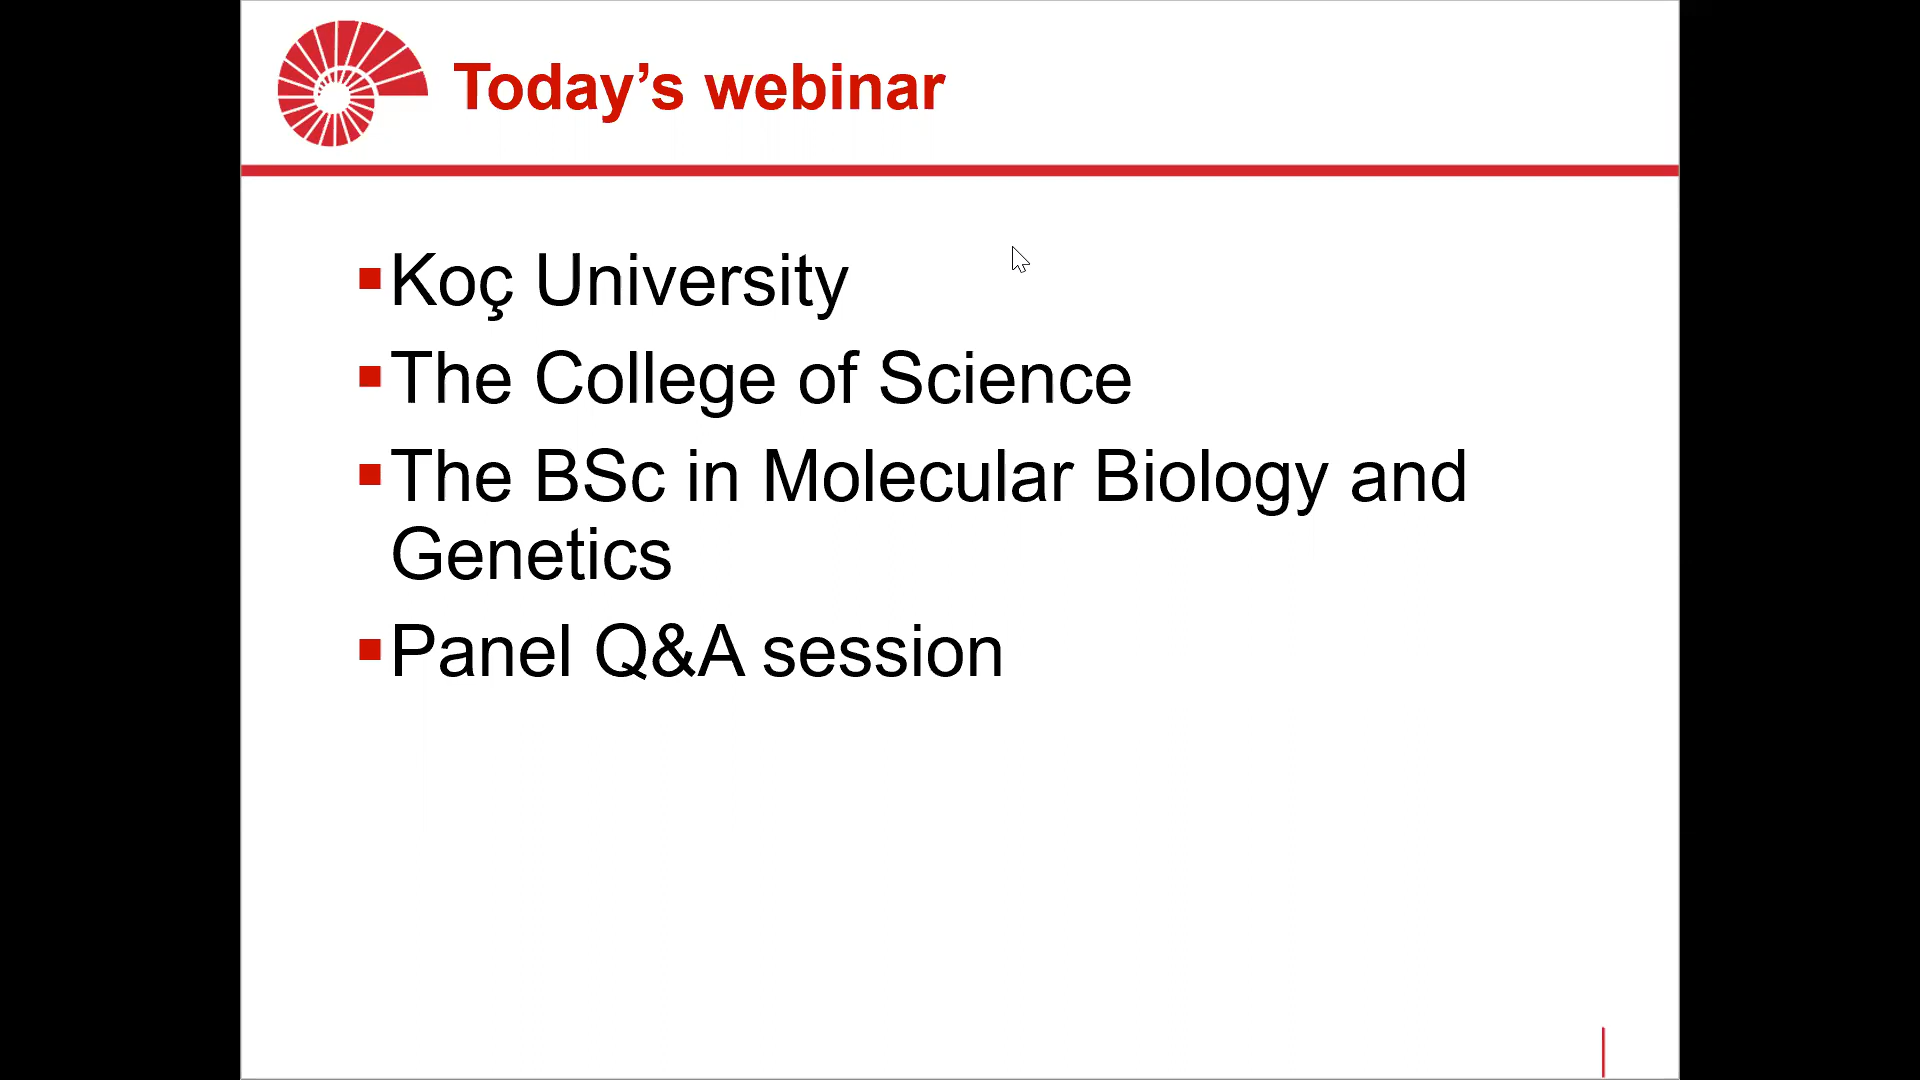 Today’s webinar
Koç University
The College of Science
The BSc in Molecular Biology and
Genetics
Panel Q&A session